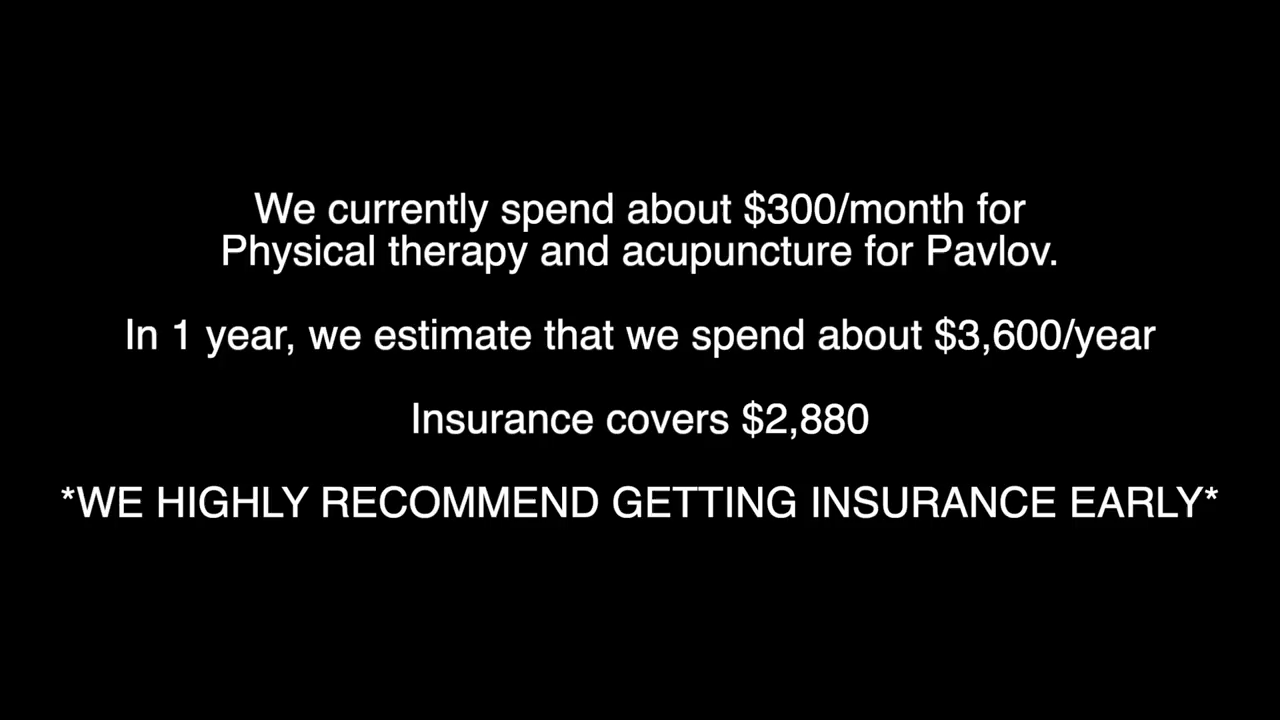 We currently spend about $300/month for
Physical therapy and acupuncture for Pavlov.
In 1 year, we estimate that we spend about $3,600/year
Insurance covers $2,880
*WE HIGHLY RECOMMEND GETTING INSURANCE EARLY*